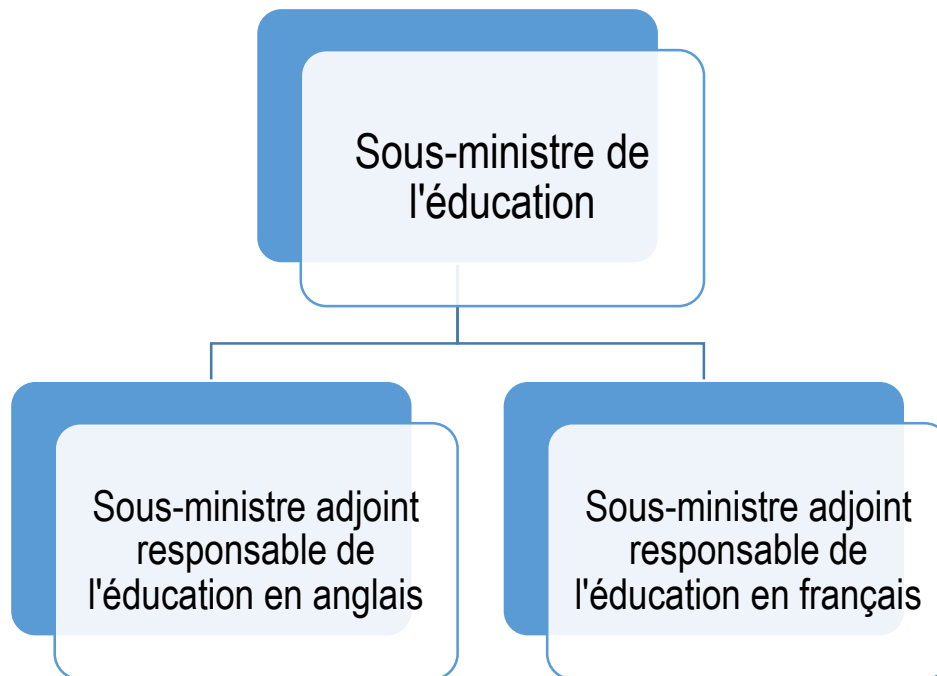 Sous-ministre de
l'éducation
Sous-ministre adjoint
responsable de
l'éducation en anglais
Sous-ministre adjoint
responsable de
l'éducation en français